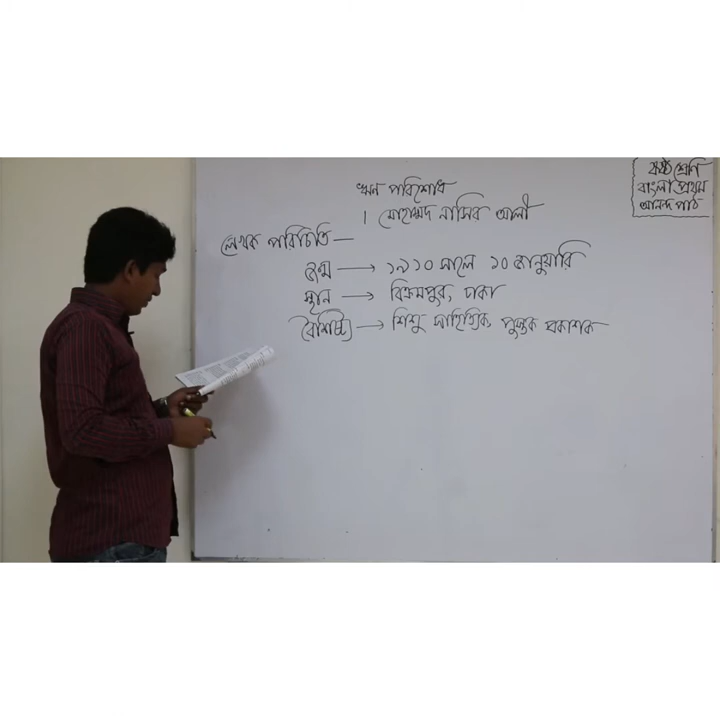 ঋণ পরিশোধ
। মোহাম্মদ নাসির আলী
লেখক পরিচিতি —
জন্ম → ১৯১০ সালে ১০ জানুয়ারি
স্থান → বিক্রমপুর, ঢাকা
বৈশিষ্ট্য → শিশু সাহিত্যিক, পুস্তক প্রকাশক
ষষ্ঠ শ্রেণি
বাংলা প্রথম
আনন্দ পাঠ